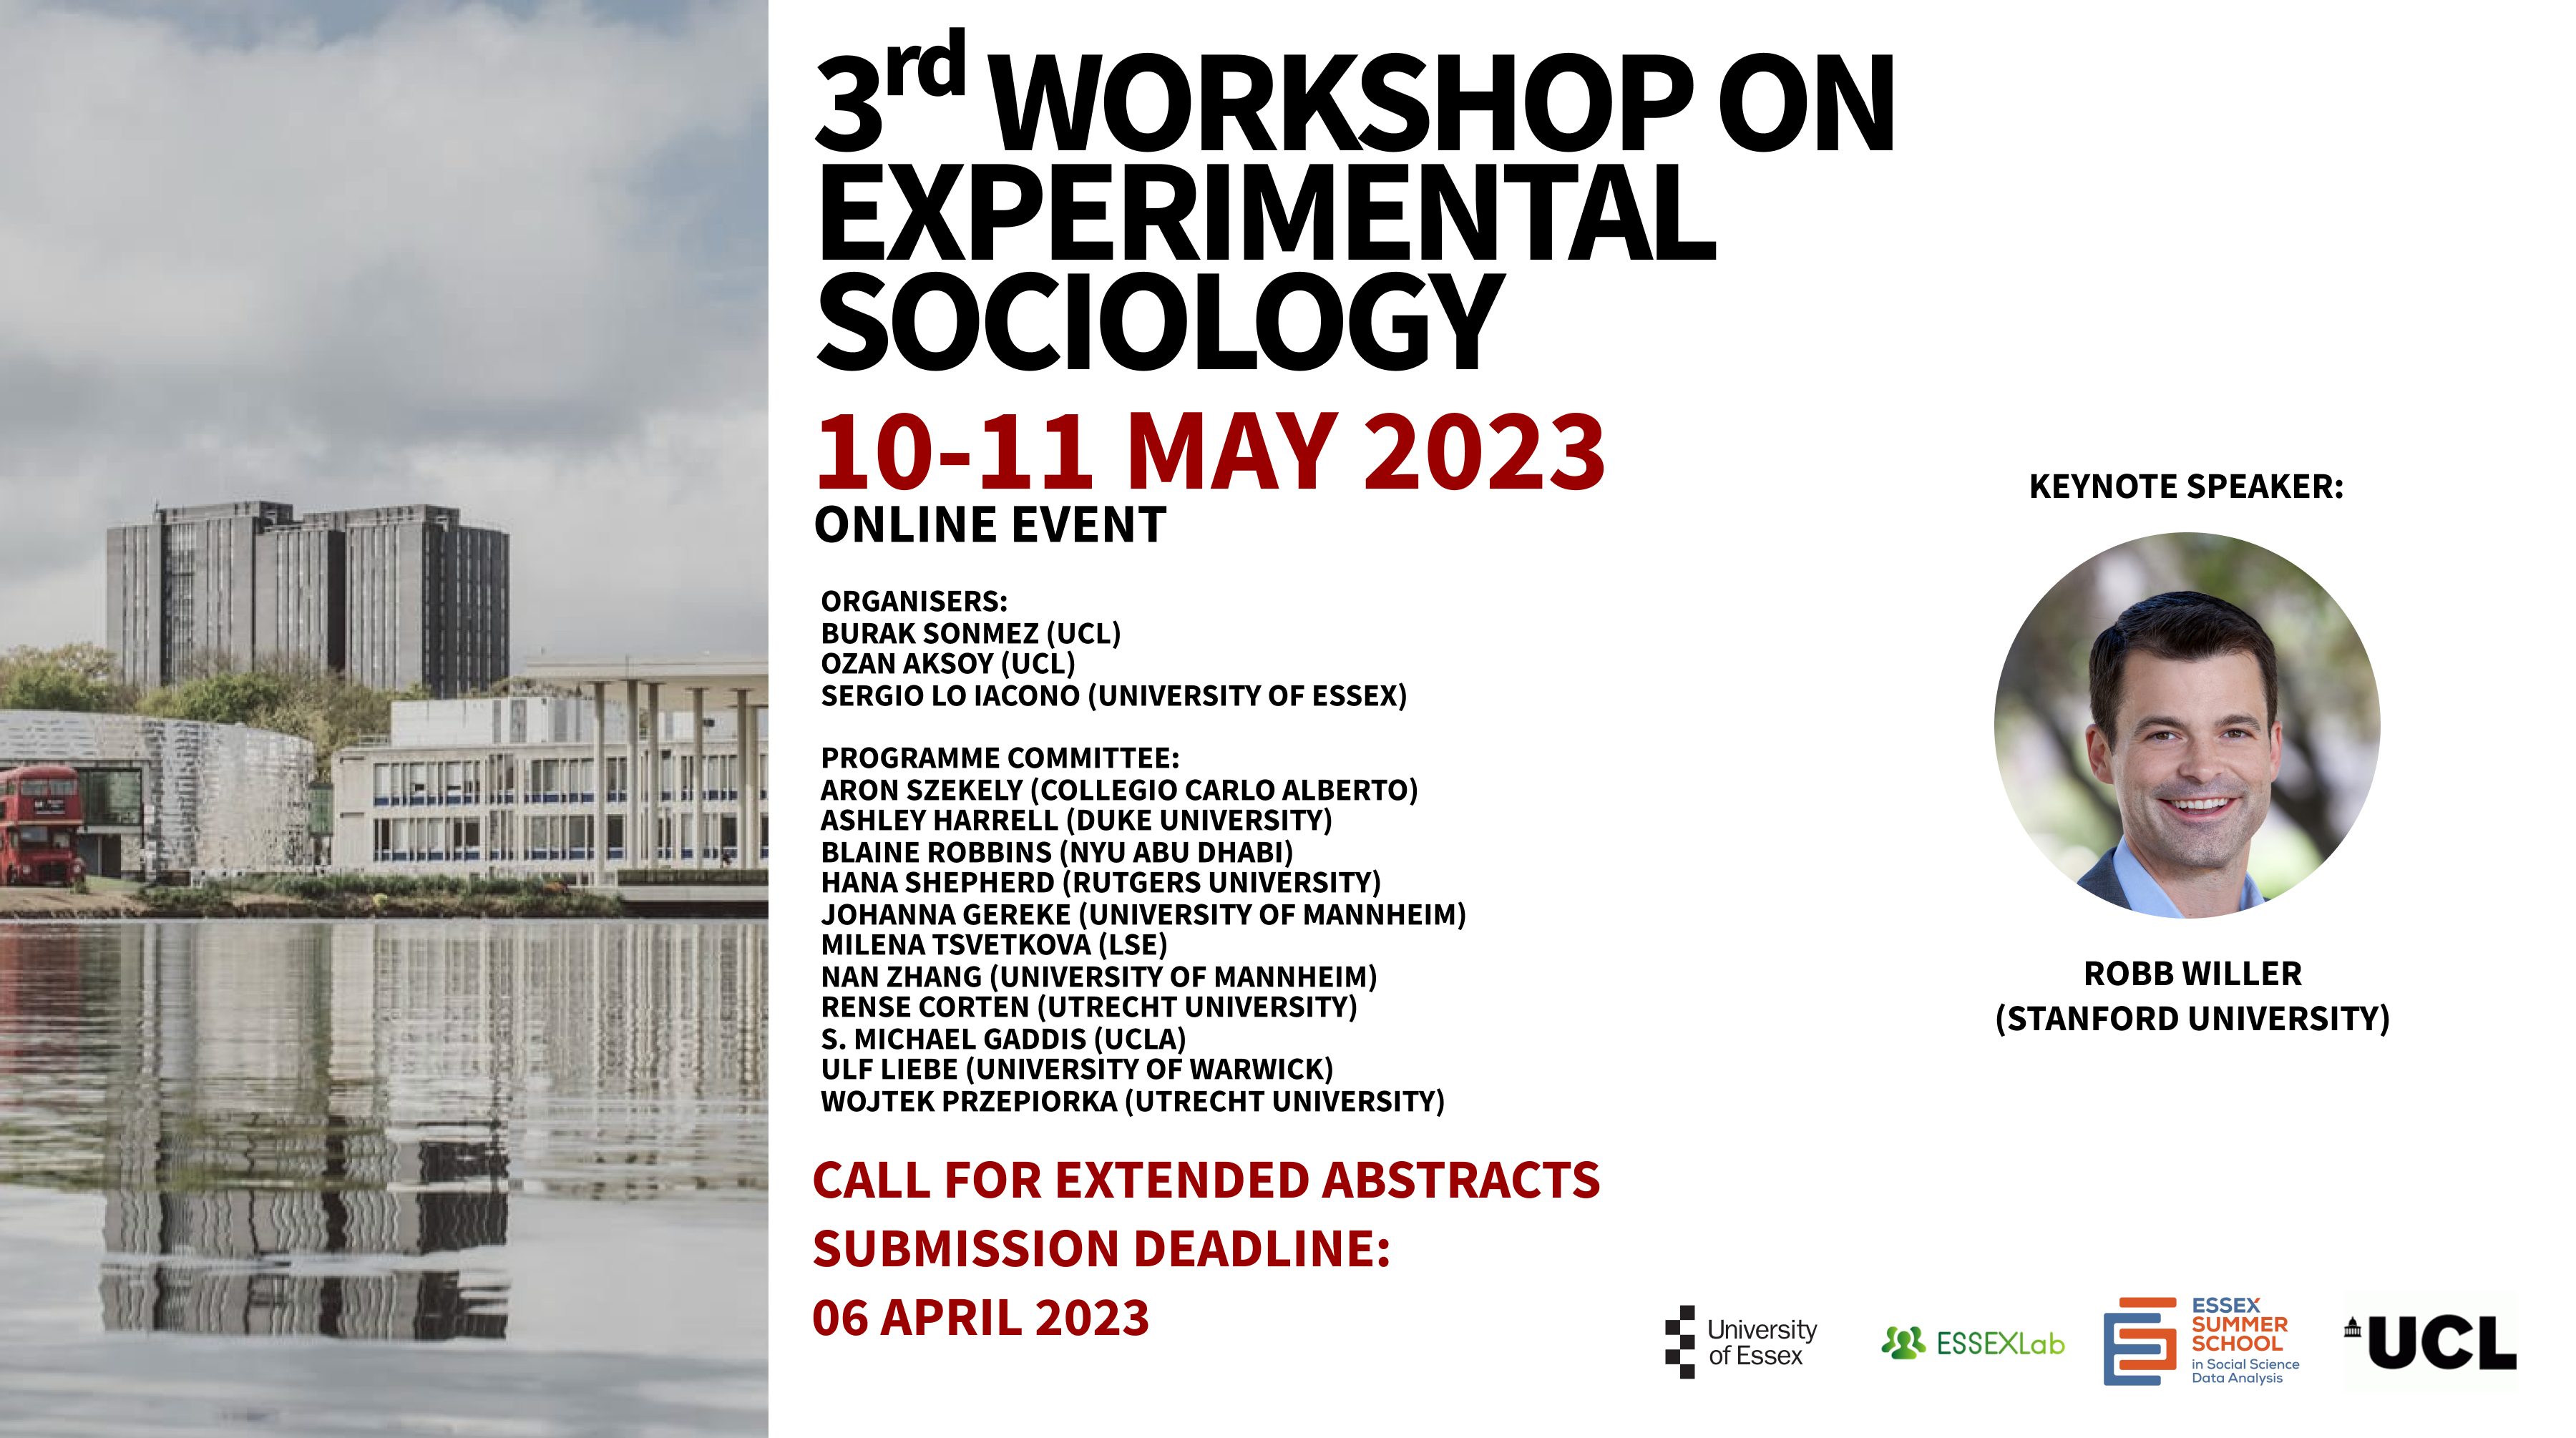 3rd WORKSHOP ON
EXPERIMENTAL
SOCIOLOGY
10-11 MAY 2023
ONLINE EVENT
ORGANISERS:
BURAK SONMEZ (UCL)
OZAN AKSOY (UCL)
SERGIO LO IACONO (UNIVERSITY OF ESSEX)
PROGRAMME COMMITTEE:
ARON SZEKELY (COLLEGIO CARLO ALBERTO)
ASHLEY HARRELL (DUKE UNIVERSITY)
BLAINE ROBBINS (NYU ABU DHABI)
HANA SHEPHERD (RUTGERS UNIVERSITY)
JOHANNA GEREKE (UNIVERSITY OF MANNHEIM)
MILENA TSVETKOVA (LSE)
NAN ZHANG (UNIVERSITY OF MANNHEIM)
RENSE CORTEN (UTRECHT UNIVERSITY)
S. MICHAEL GADDIS (UCLA)
ULF LIEBE (UNIVERSITY OF WARWICK)
WOJTEK PRZEPIORKA (UTRECHT UNIVERSITY)
CALL FOR EXTENDED ABSTRACTS
SUBMISSION DEADLINE:
06 APRIL 2023
KEYNOTE SPEAKER:
ROBB WILLER
(STANFORD UNIVERSITY)
University
of Essex
ESSEXLab
ESSEX
SUMMER
SCHOOL
in Social Science
Data Analysis
UCL